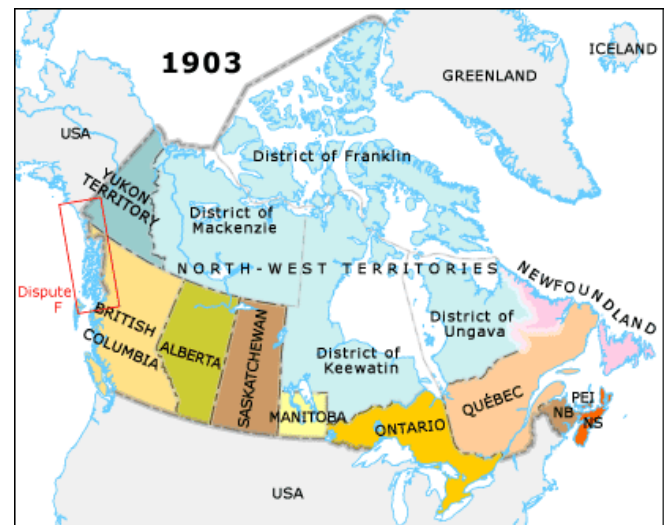 1903
ICELAND
GREENLAND
USA
District of Franklin
YUKON
TERRITORY
District of
Mackenzie
NORTH-WEST TERRITORIES
NEWFOUNDLAND
Dispute
F
BRITISH
COLUMBIA
ALBERTA
SASKATCHEWAN
District of
Ungava
District of
Keewatin
MANITOBA
ONTARIO
QUÉBEC
PEI
NB
NS
USA